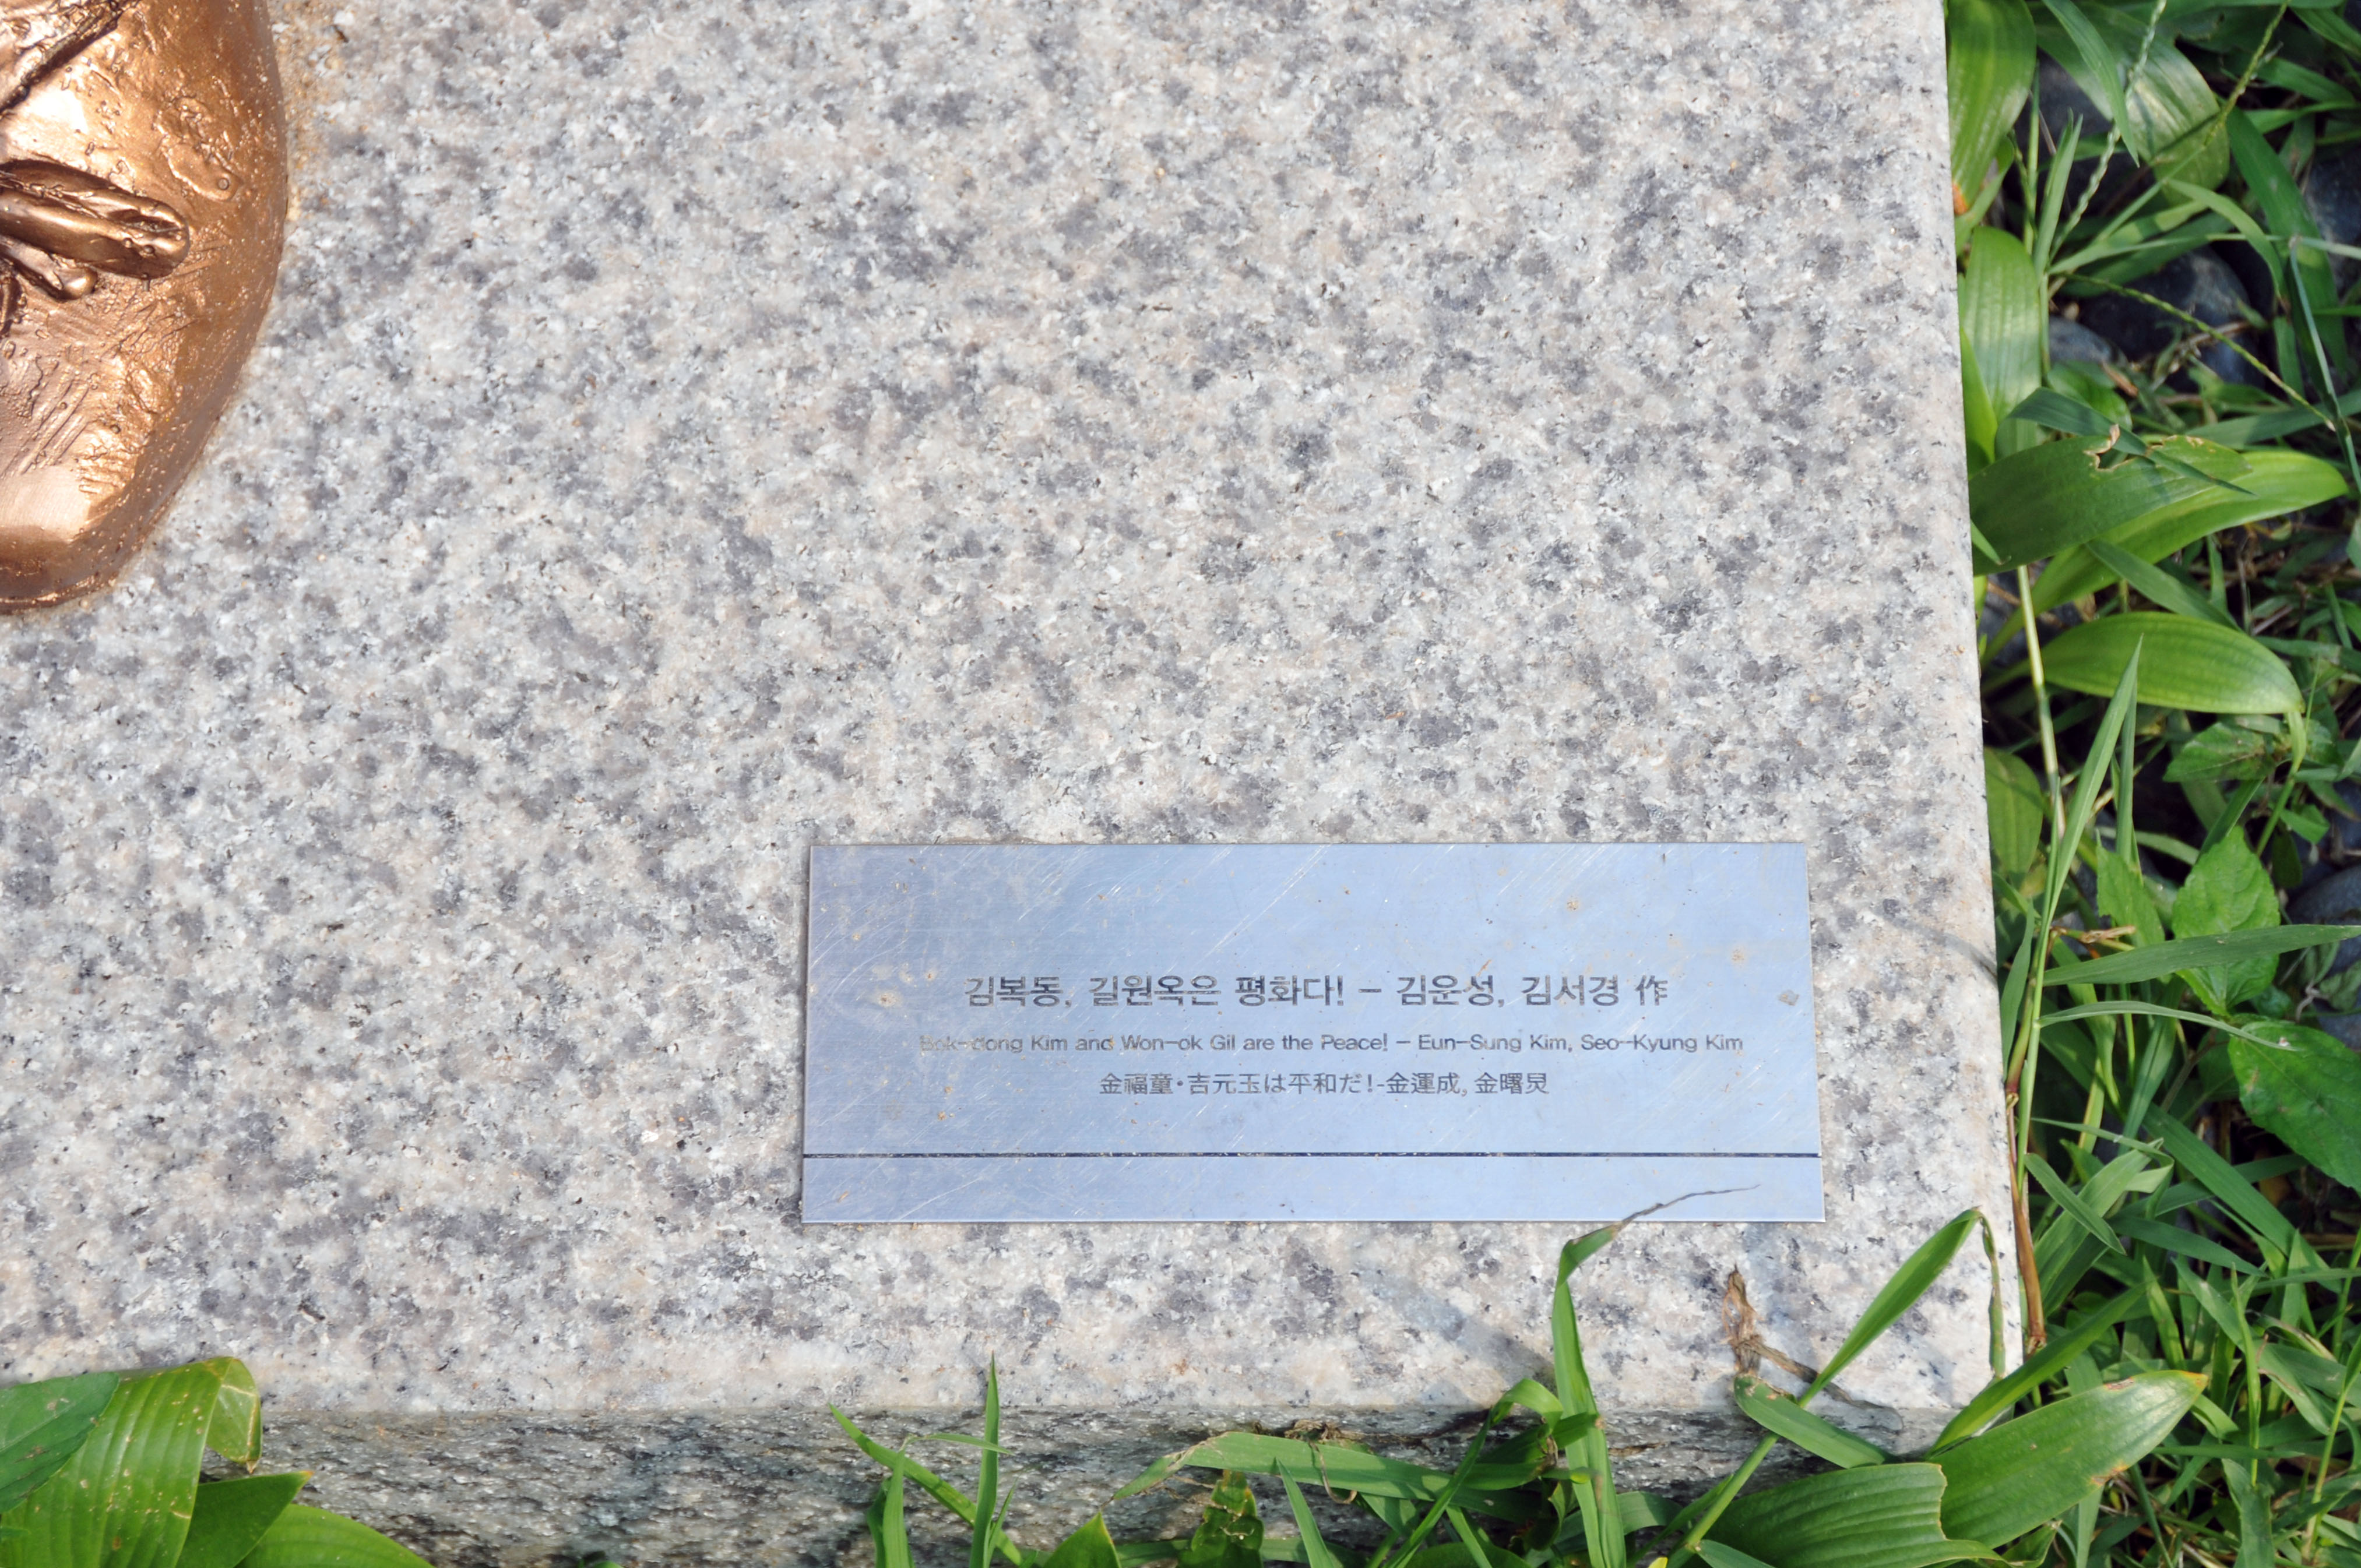 김복동, 길원옥은 평화다! - 김운성, 김서경 作
Bok-dong Kim and Won-ok Gil are the Peace! - Eun-Sung Kim, Seo-Kyung Kim
金福童・吉元玉は平和だ!-金運成, 金曙炅